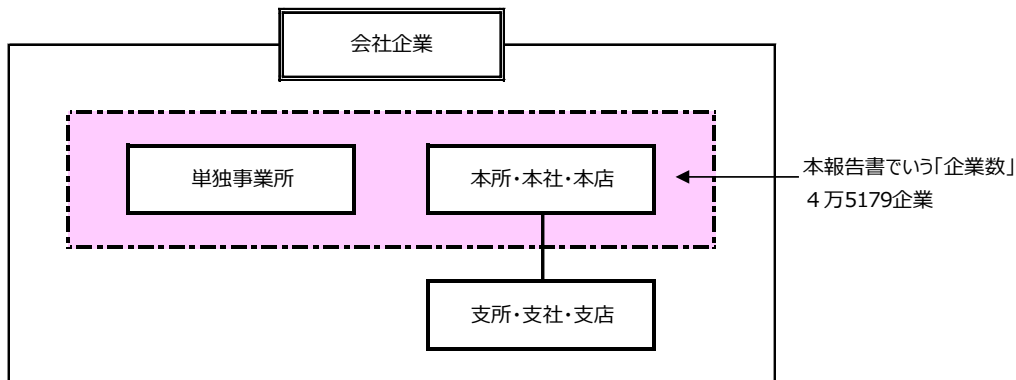 会社企業
単独事業所
本所・本社・本店
本報告書でいう「企業数」
４万5179企業
支所・支社・支店